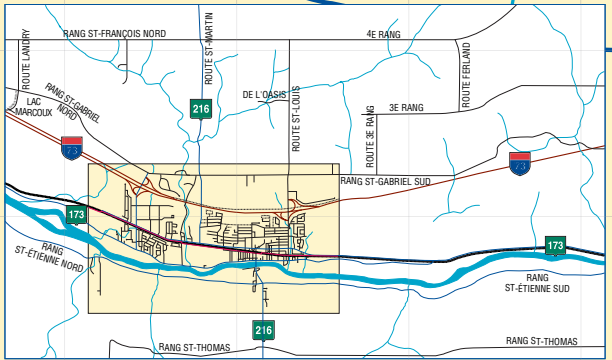 RANG ST-FRANÇOIS NORD
4E RANG
ROUTE LANDRY
ROUTE ST-MARTIN
ROUTE FERLAND
RANG ST-GABRIEL
NORD
LAC
MARCOUX
DE L'OASIS
216
ROUTE ST-LOUIS
3E RANG
ROUTE 3E RANG
73
73
RANG ST-GABRIEL SUD
173
173
RANG
ST-ÉTIENNE NORD
RANG
ST-ÉTIENNE SUD
216
RANG ST-THOMAS
RANG ST-THOMAS